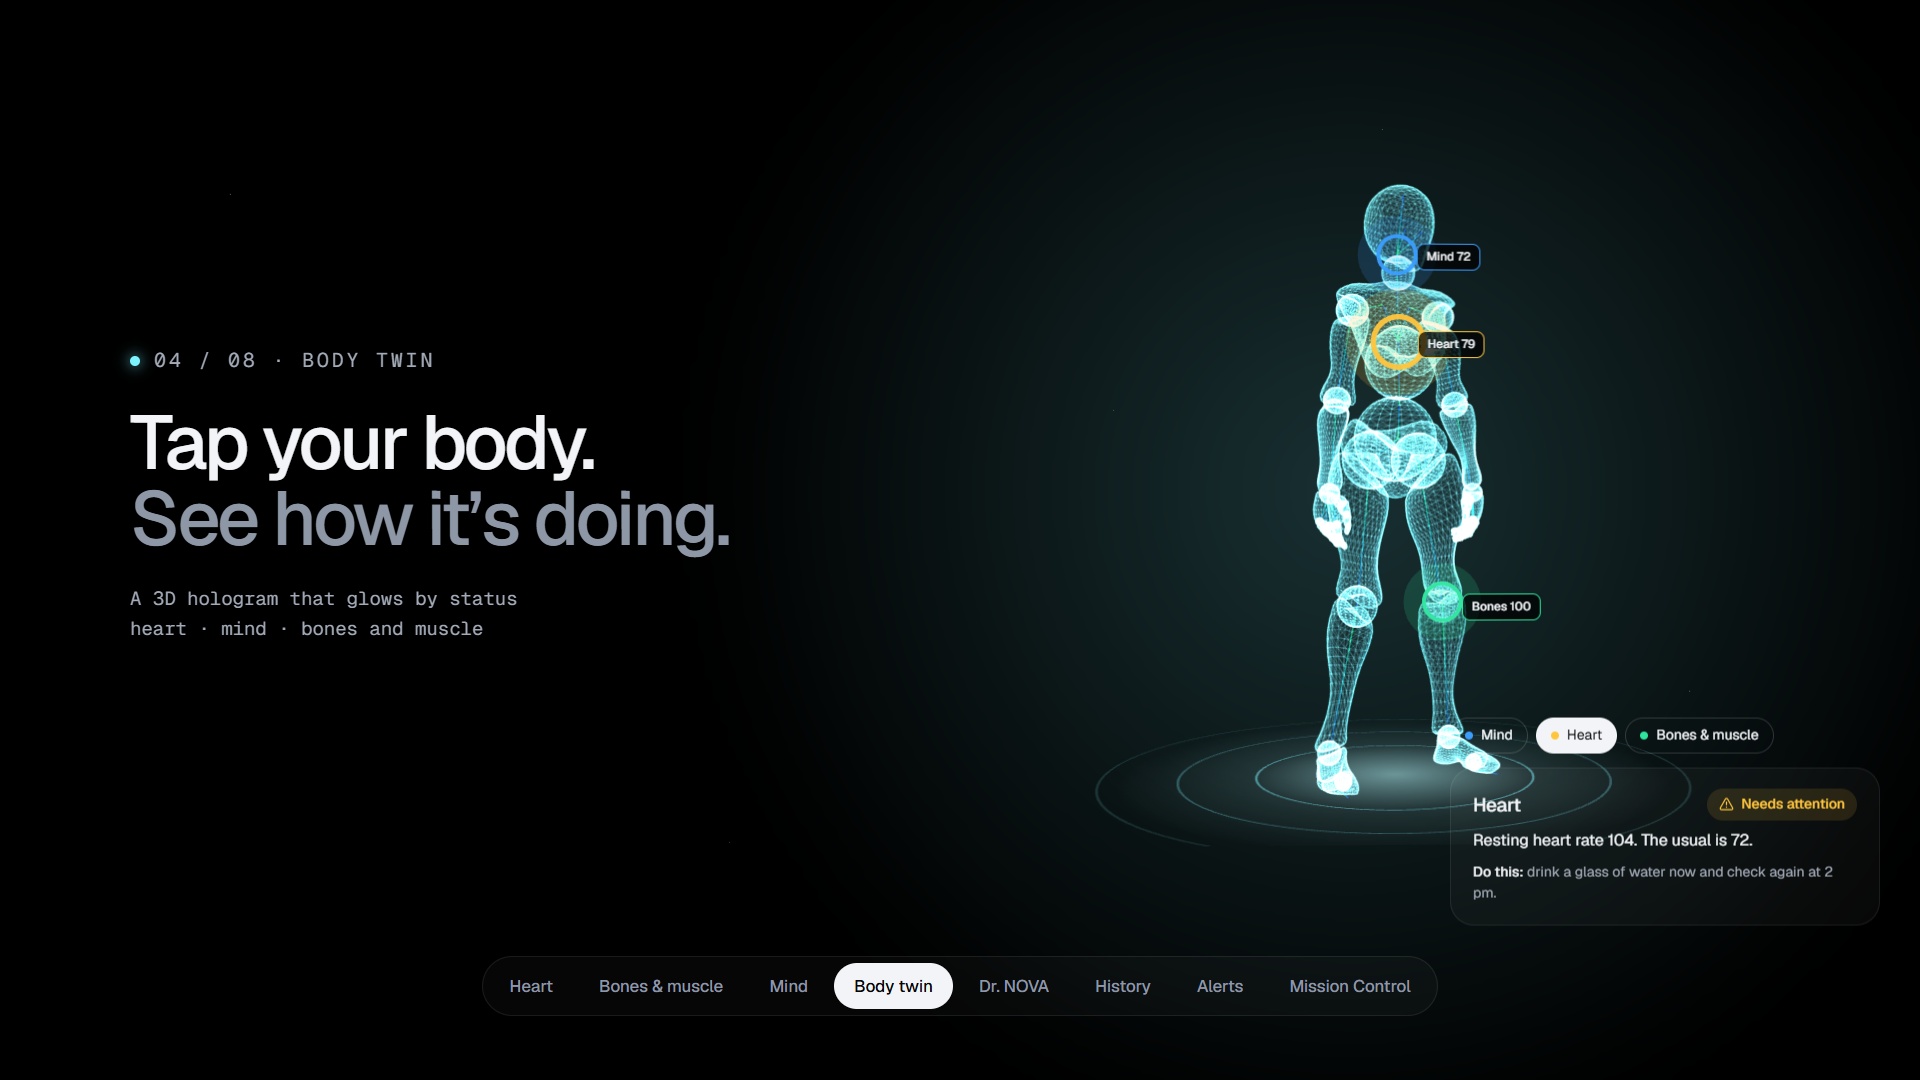 04 / 08 · BODY TWIN
Tap your body.
See how it’s doing.
A 3D hologram that glows by status
heart · mind · bones and muscle
Mind 72
Heart 79
Bones 100
Mind
Heart
Bones & muscle
Heart
Needs attention
Resting heart rate 104. The usual is 72.
Do this: drink a glass of water now and check again at 2
pm.
Heart
Bones & muscle
Mind
Body twin
Dr. NOVA
History
Alerts
Mission Control